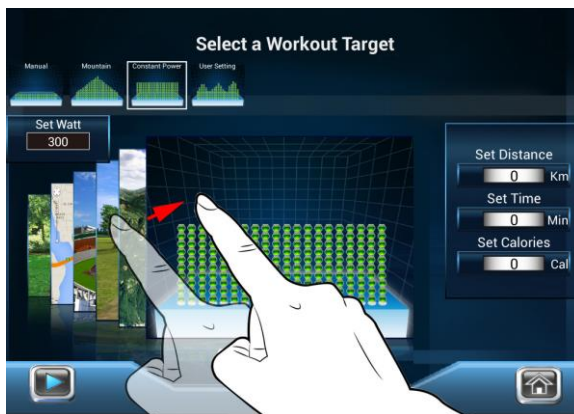 Select a Workout Target
Manual
Mountain
Constant Power
User Setting
Set Watt
300
Set Distance
0 Km
Set Time
0 Min
Set Calories
0 Cal